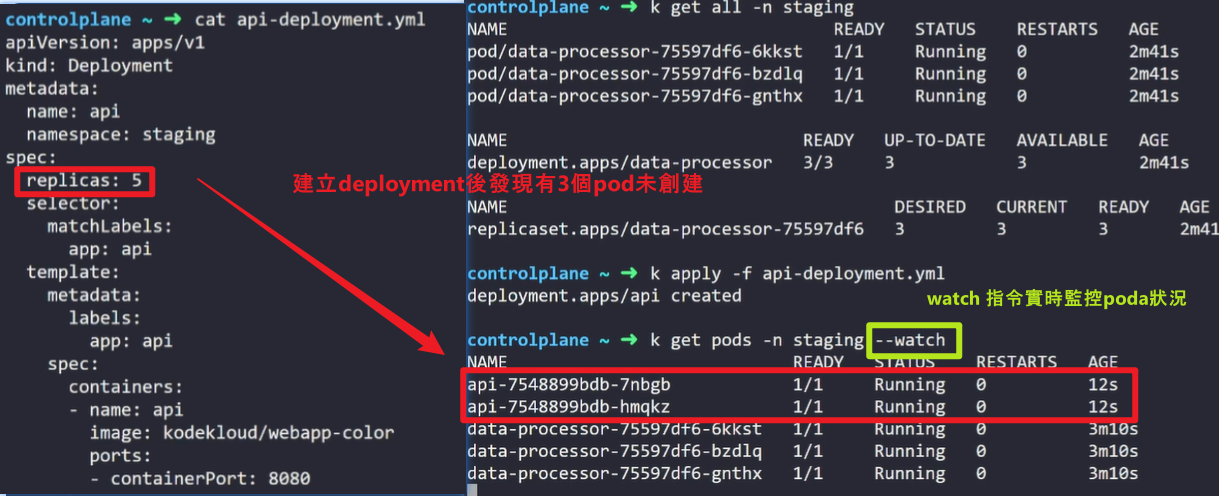 controlplane ~ ➜ cat api-deployment.yml
apiVersion: apps/v1
kind: Deployment
metadata:
  name: api
  namespace: staging
spec:
  replicas: 5
  selector:
    matchLabels:
      app: api
  template:
    metadata:
      labels:
        app: api
    spec:
      containers:
      - name: api
        image: kodekloud/webapp-color
        ports:
        - containerPort: 8080
controlplane ~ ➜ k get all -n staging
NAME READY STATUS RESTARTS AGE
pod/data-processor-75597df6-6kkst 1/1 Running 0 2m41s
pod/data-processor-75597df6-bzdlq 1/1 Running 0 2m41s
pod/data-processor-75597df6-gnthx 1/1 Running 0 2m41s
NAME READY UP-TO-DATE AVAILABLE AGE
deployment.apps/data-processor 3/3 3 3 2m41s
建立deployment後發現有3個pod未創建
NAME DESIRED CURRENT READY AGE
replicaset.apps/data-processor-75597df6 3 3 3 2m41
controlplane ~ ➜ k apply -f api-deployment.yml
deployment.apps/api created
watch 指令實時監控poda狀況
controlplane ~ ➜ k get pods -n staging --watch
NAME READY STATUS RESTARTS AGE
api-7548899bdb-7nbgb 1/1 Running 0 12s
api-7548899bdb-hmqkz 1/1 Running 0 12s
data-processor-75597df6-6kkst 1/1 Running 0 3m10s
data-processor-75597df6-bzdlq 1/1 Running 0 3m10s
data-processor-75597df6-gnthx 1/1 Running 0 3m10s